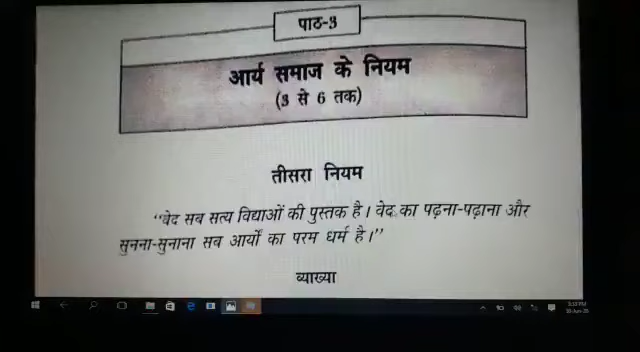 पाठ-3
आर्य समाज के नियम
(3 से 6 तक)
तीसरा नियम
‘‘वेद सब सत्य विद्याओं की पुस्तक है। वेद का पढ़ना-पढ़ाना और
सुनना-सुनाना सब आर्यों का परम धर्म है।’’
व्याख्या